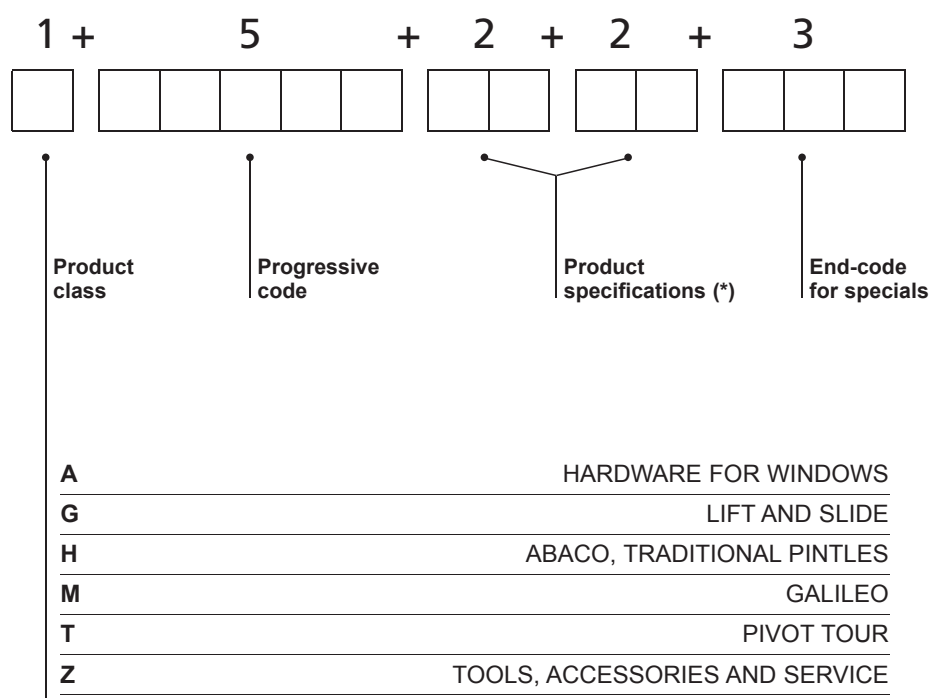 1 + 5 + 2 + 2 + 3
Product class
Progressive code
Product specifications (*)
End-code for specials
A HARDWARE FOR WINDOWS
G LIFT AND SLIDE
H ABACO, TRADITIONAL PINTLES
M GALILEO
T PIVOT TOUR
Z TOOLS, ACCESSORIES AND SERVICE